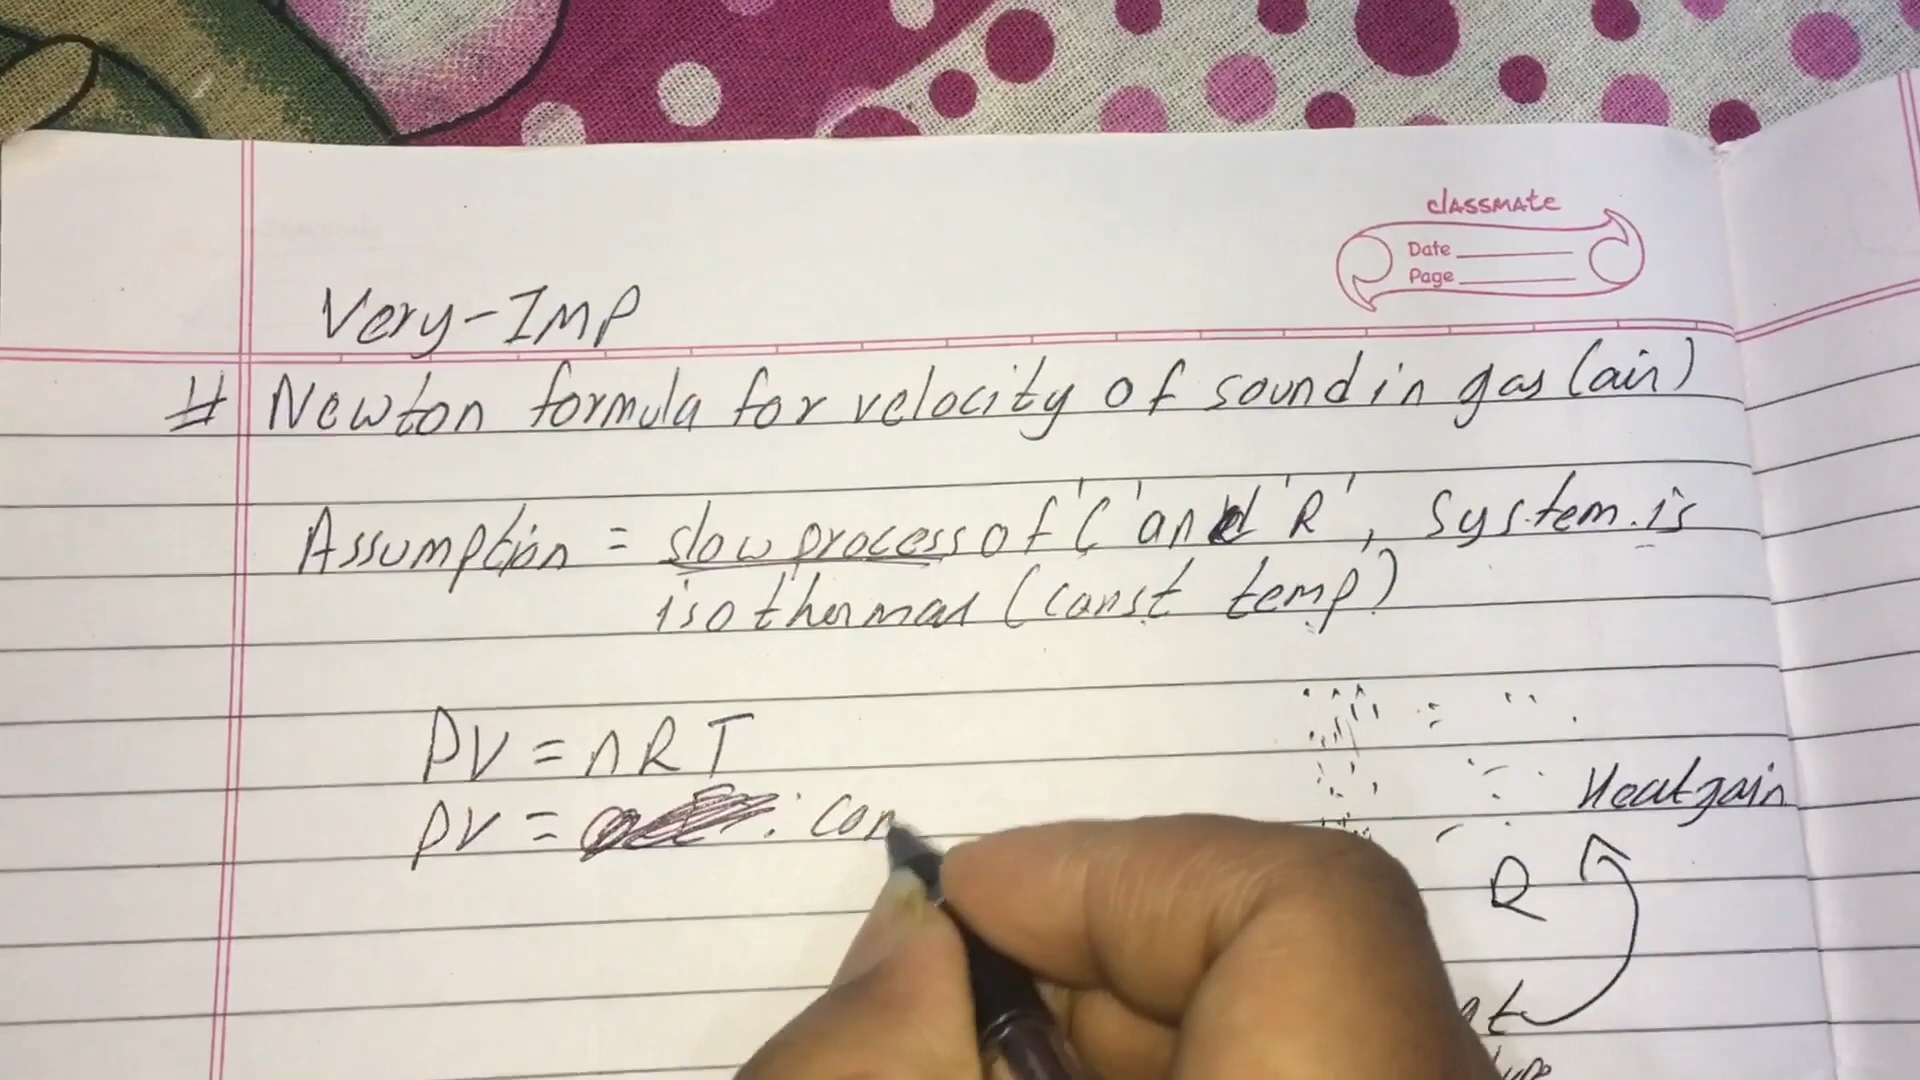 classmate
Date
Page
Very-Imp
# Newton formula for velocity of sound in gas (air)
Assumption = slow process of 'C' and 'R', System is
isothermal (const temp)
PV = nRT
PV = : con
Heat gain
R